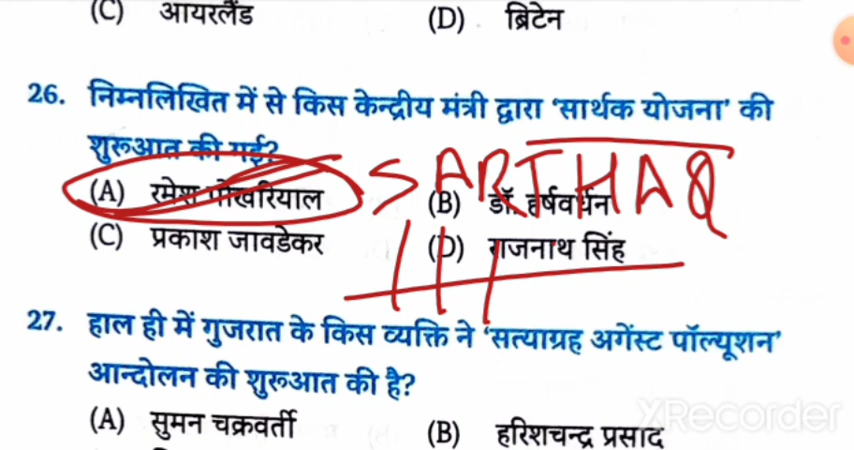 (C) आयरलैंड (D) ब्रिटेन
26. निम्नलिखित में से किस केन्द्रीय मंत्री द्वारा 'सार्थक योजना' की
शुरूआत की गई?
SARTHAQ
(A) रमेश पोखरियाल (B) डॉ. हर्षवर्धन
(C) प्रकाश जावडेकर (D) राजनाथ सिंह
27. हाल ही में गुजरात के किस व्यक्ति ने 'सत्याग्रह अगेंस्ट पॉल्यूशन'
आन्दोलन की शुरूआत की है?
(A) सुमन चक्रवर्ती (B) हरिशचन्द्र प्रसाद
XRecorder